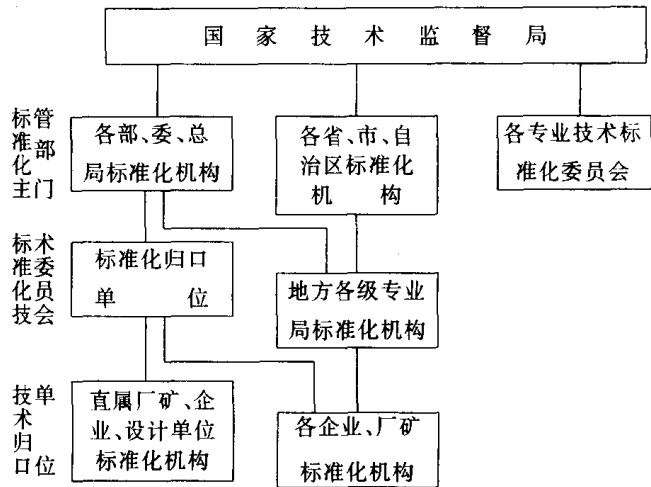 国家技术监督局
标准化主
管部门
各部、委、总
局标准化机构
各省、市、自
治区标准化
机构
各专业技术标
准化委员会
标准化技
术委员会
标准化归口
单位
地方各级专业
局标准化机构
技术归口
单位
直属厂矿、企
业、设计单位
标准化机构
各企业、厂矿
标准化机构